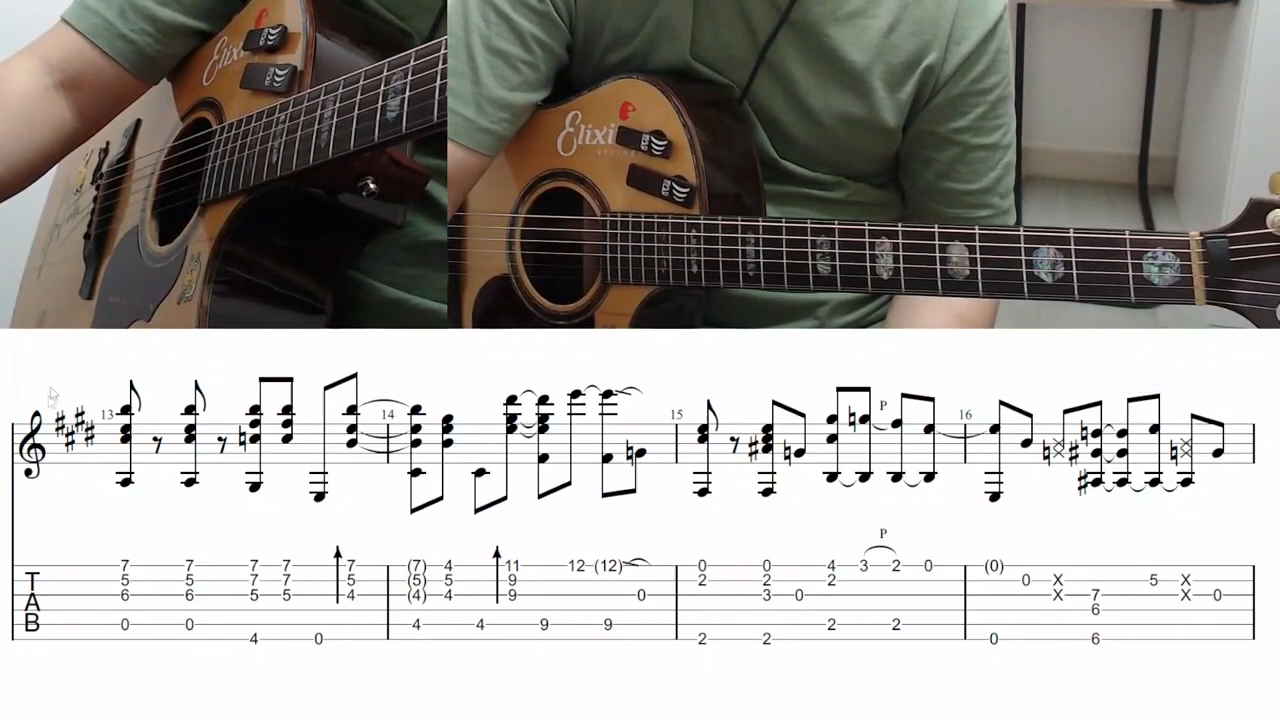 Elixi
Elixi
strings
13 14 15 16
P
P
T 7 7 7 7 7 (7) 4 11 12 (12) 0 0 4 3 2 0 (0)
5 5 7 7 5 (5) 5 9 2 2 2 0 X 5 X
A 6 6 5 5 4 (4) 4 9 0 3 0 X 7 X 0
6
B 0 0 4 4 9 9 2 2
4 0 2 2 0 6